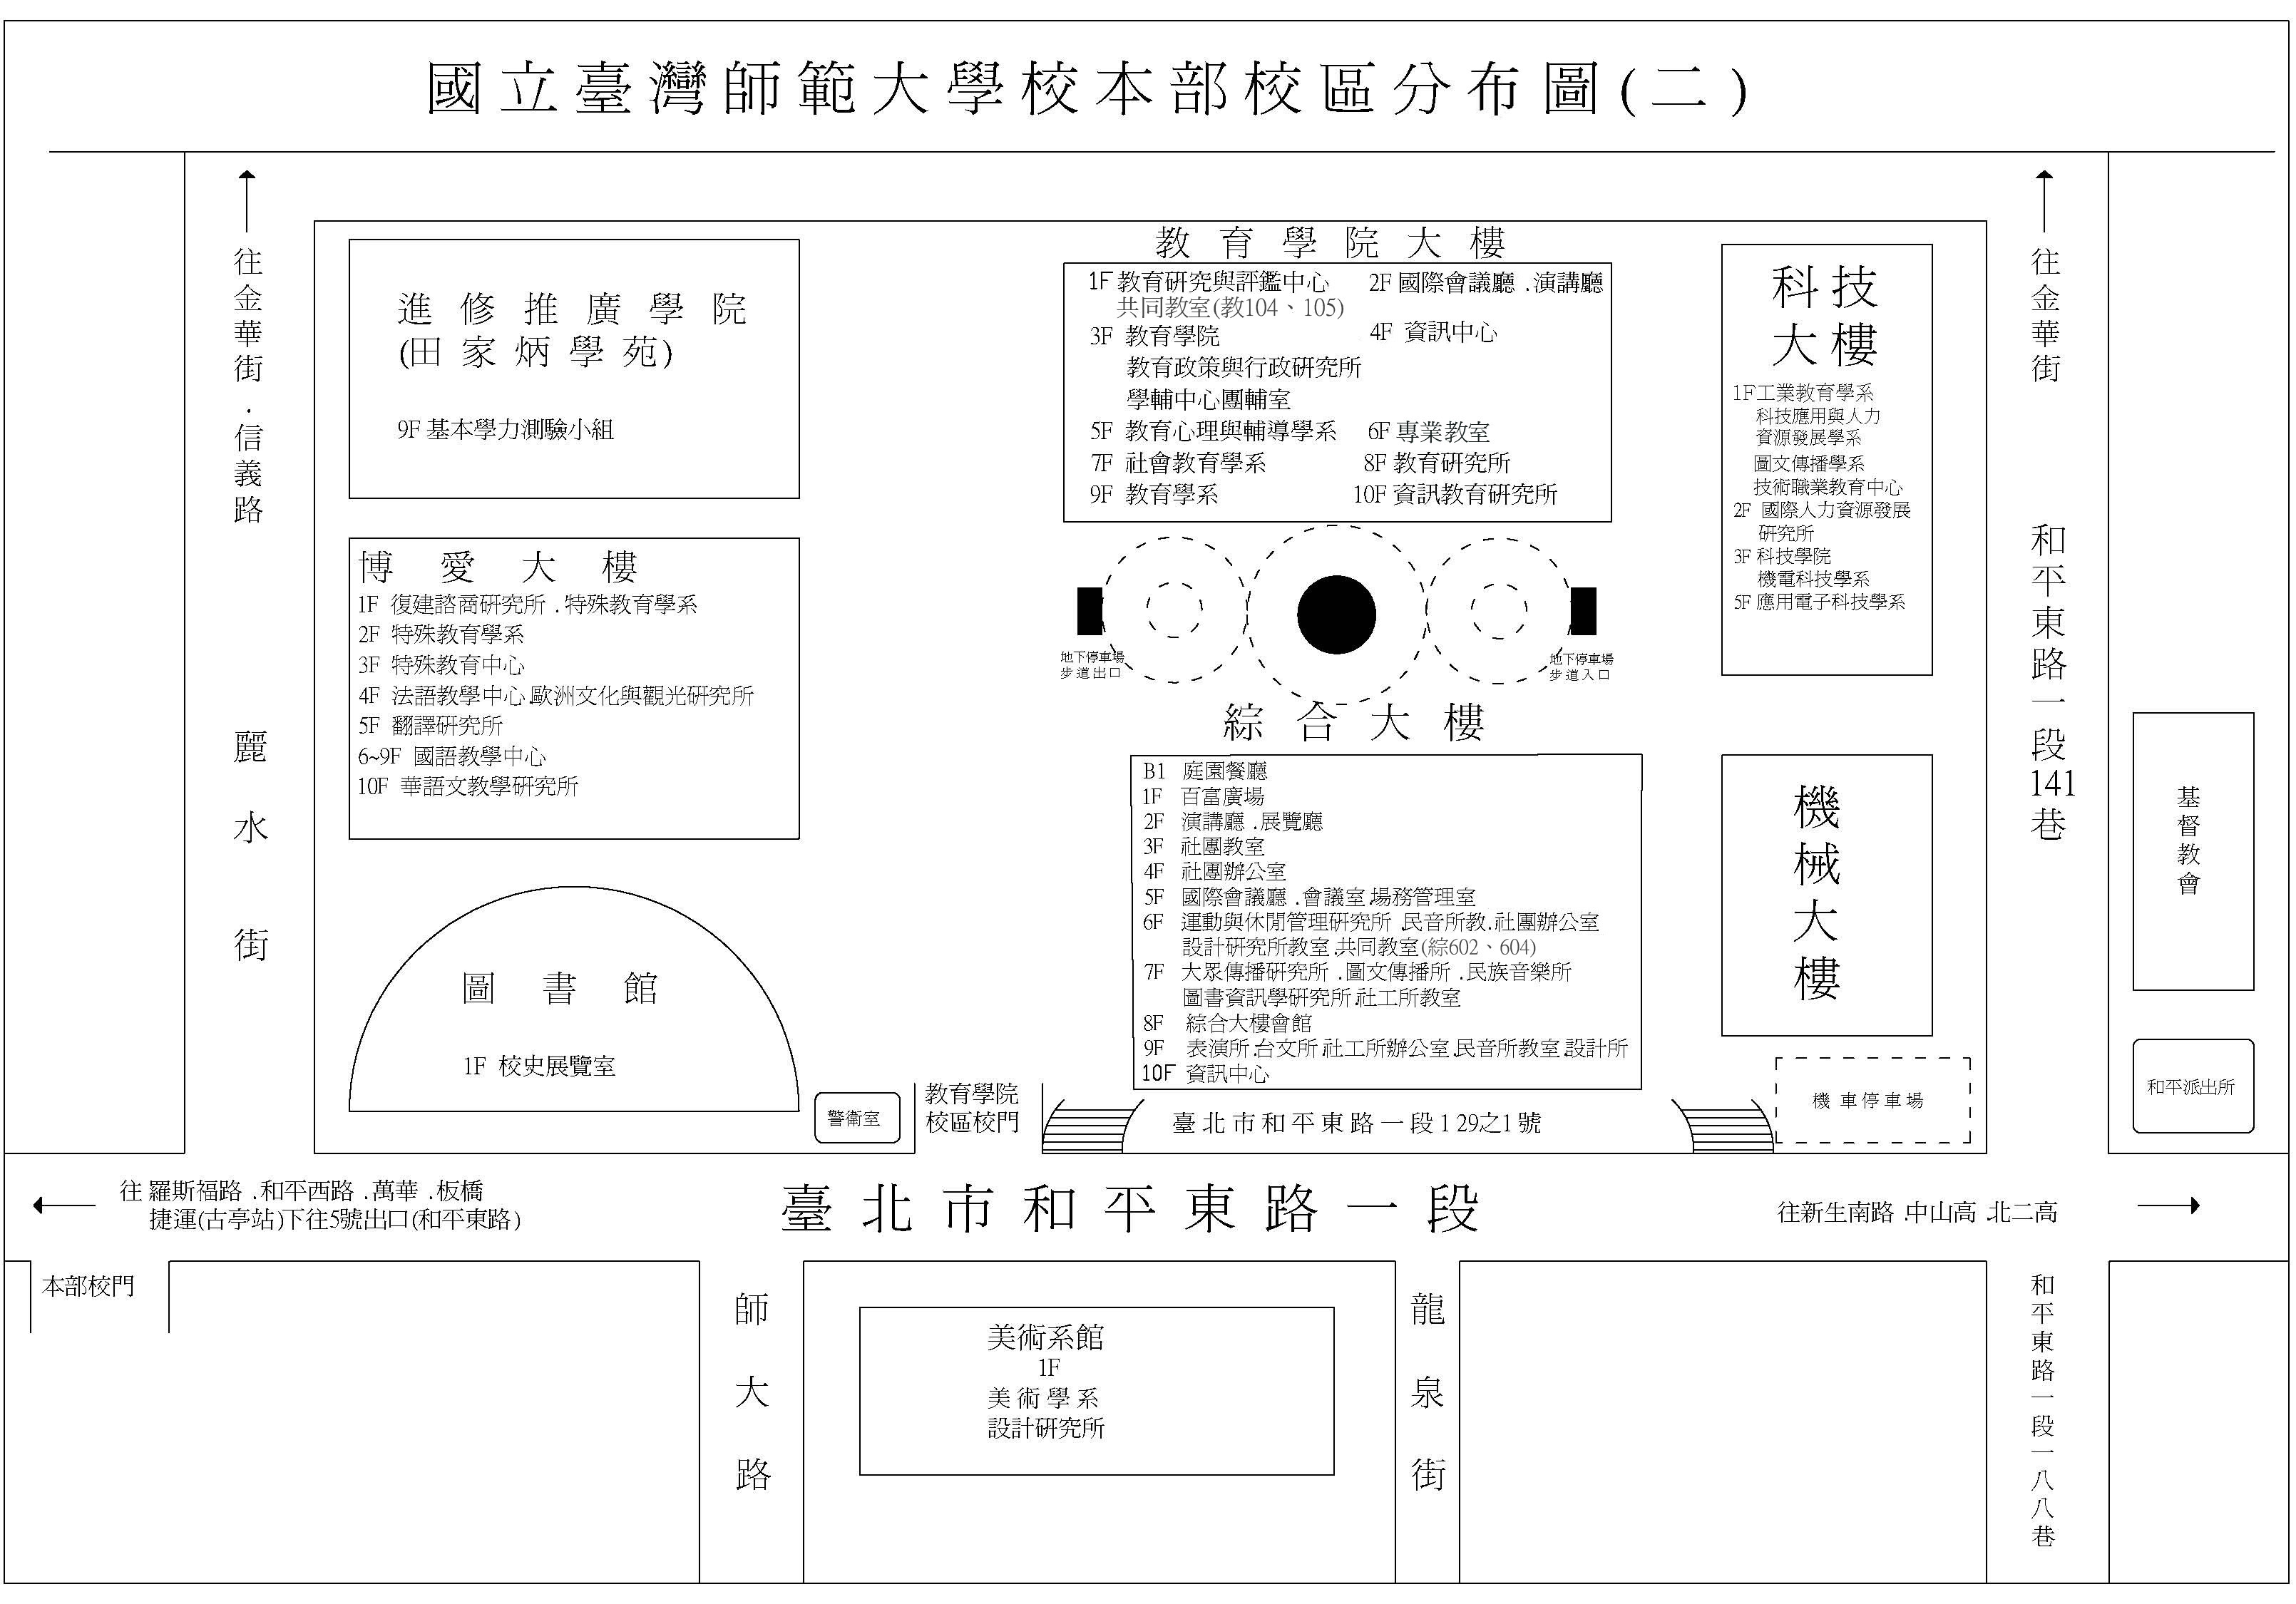 國立臺灣師範大學校本部校區分布圖(二)
往金華街.信義路
麗水街
進修推廣學院
(田家炳學苑)
9F 基本學力測驗小組
博愛大樓
1F 復建諮商研究所.特殊教育學系
2F 特殊教育學系
3F 特殊教育中心
4F 法語教學中心.歐洲文化與觀光研究所
5F 翻譯研究所
6~9F 國語教學中心
10F 華語文教學研究所
圖書館
1F 校史展覽室
警衛室
教育學院
校區校門
教育學院大樓
1F 教育研究與評鑑中心 2F 國際會議廳.演講廳
共同教室(教104、105)
3F 教育學院 4F 資訊中心
教育政策與行政研究所
學輔中心團輔室
5F 教育心理與輔導學系 6F 專業教室
7F 社會教育學系 8F 教育研究所
9F 教育學系 10F 資訊教育研究所
地下停車場
步道出口
地下停車場
步道入口
綜合大樓
B1 庭園餐廳
1F 百富廣場
2F 演講廳.展覽廳
3F 社團教室
4F 社團辦公室
5F 國際會議廳.會議室.場務管理室
6F 運動與休閒管理研究所.民音所教.社團辦公室
設計研究所教室.共同教室(綜602、604)
7F 大眾傳播研究所.圖文傳播所.民族音樂所
圖書資訊學研究所.社工所教室
8F 綜合大樓會館
9F 表演所.台文所.社工所辦公室.民音所教室.設計所
10F 資訊中心
臺北市和平東路一段129之1號
科技
大樓
1F工業教育學系
科技應用與人力
資源發展學系
圖文傳播學系
技術職業教育中心
2F 國際人力資源發展
研究所
3F 科技學院
機電科技學系
5F 應用電子科技學系
機械大樓
機車停車場
往金華街
和平東路一段141巷
基督教會
和平派出所
往 羅斯福路.和平西路.萬華.板橋
捷運(古亭站)下往5號出口(和平東路)
臺北市和平東路一段
往新生南路.中山高.北二高
本部校門
師大路
美術系館
1F
美術學系
設計研究所
龍泉街
和平東路一段一八八巷